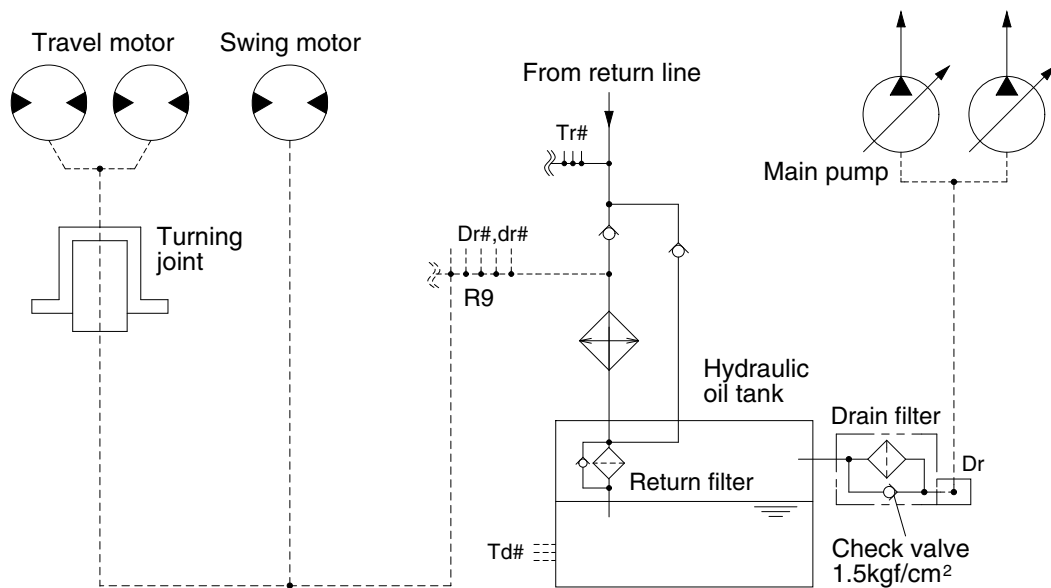 Travel motor
Swing motor
From return line
Tr#
Main pump
Turning
joint
Dr#,dr#
R9
Hydraulic
oil tank
Drain filter
Dr
Return filter
Td#
Check valve
1.5kgf/cm²